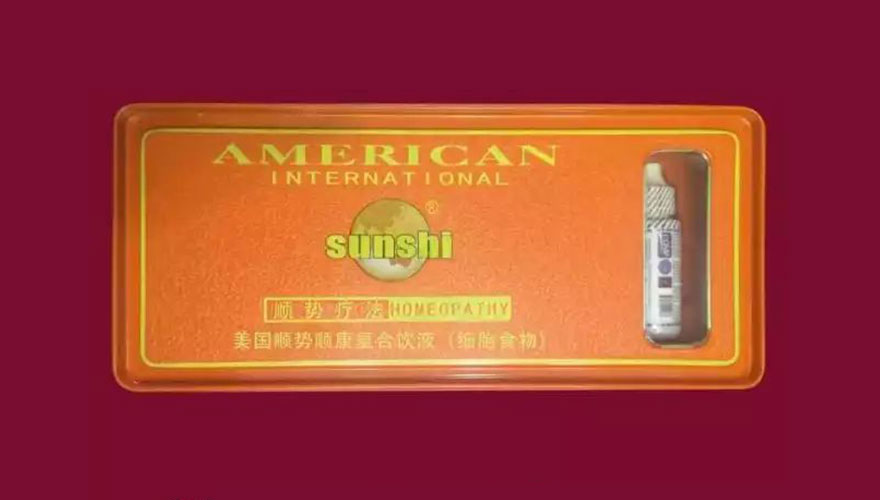 AMERICAN
INTERNATIONAL
®
sunshi
顺势疗法 HOMEOPATHY
美国顺势顺康复合饮液（细胞食物）